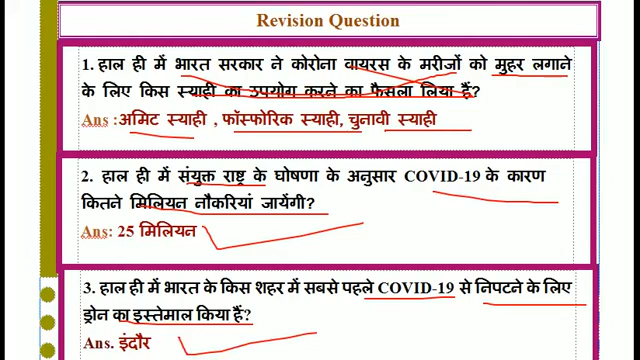 Revision Question
1. हाल ही में भारत सरकार ने कोरोना वायरस के मरीजों को मुहर लगाने
के लिए किस स्याही का उपयोग करने का फैसला लिया हैं?
Ans :अमिट स्याही , फॉस्फोरिक स्याही, चुनावी स्याही
2. हाल ही में संयुक्त राष्ट्र के घोषणा के अनुसार COVID-19 के कारण
कितने मिलियन नौकरियां जायेंगी?
Ans: 25 मिलियन
3. हाल ही में भारत के किस शहर में सबसे पहले COVID-19 से निपटने के लिए
ड्रोन का इस्तेमाल किया हैं?
Ans. इंदौर